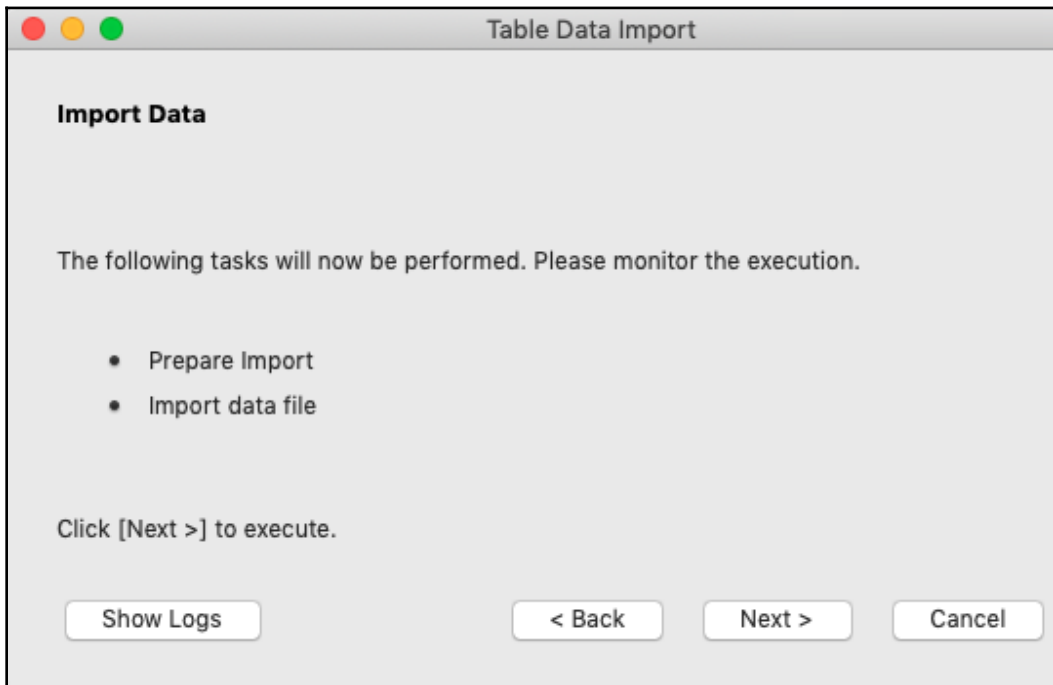 Table Data Import
Import Data
The following tasks will now be performed. Please monitor the execution.
• Prepare Import
• Import data file
Click [Next >] to execute.
Show Logs
< Back
Next >
Cancel